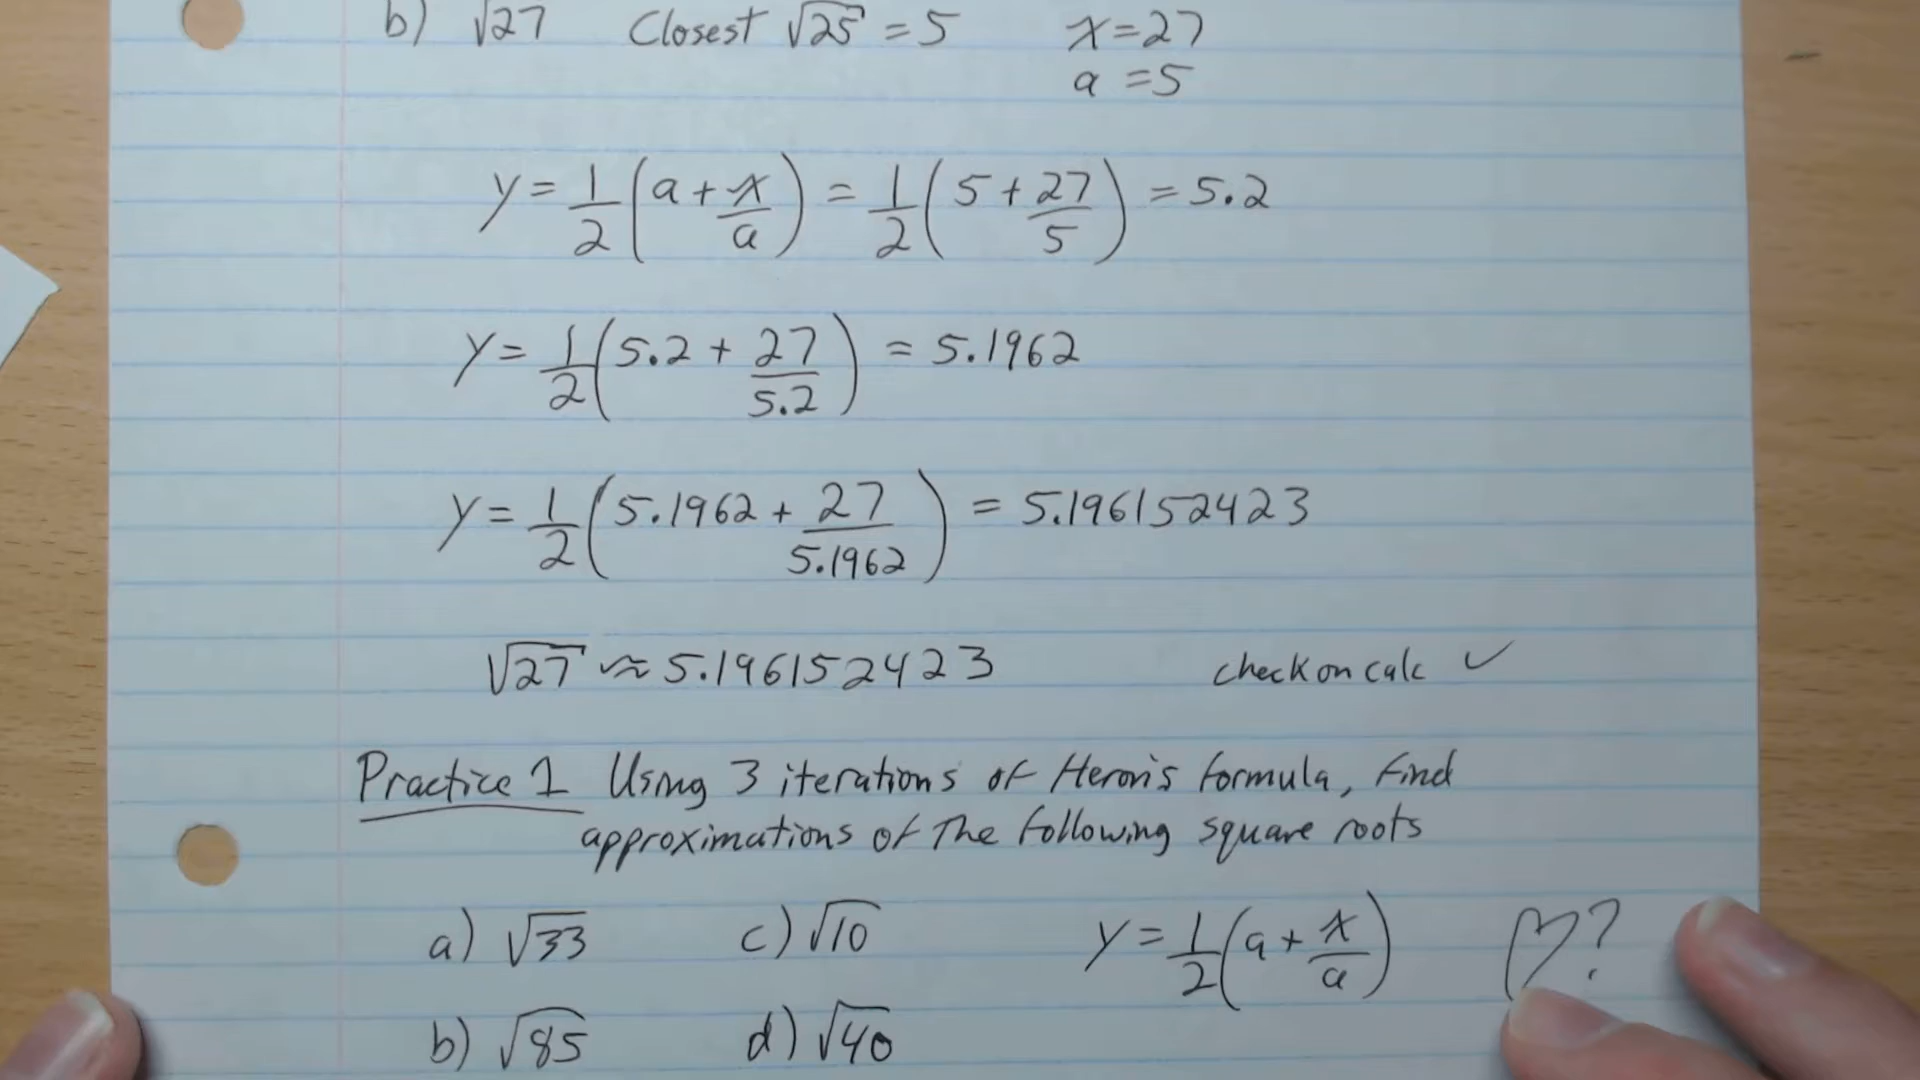 b) √27 Closest √25 = 5 x=27
a =5
y = 1/2 (a + x/a) = 1/2 (5 + 27/5) = 5.2
y = 1/2 (5.2 + 27/5.2) = 5.1962
y = 1/2 (5.1962 + 27/5.1962) = 5.196152423
√27 ≈ 5.196152423 check on calc ✓
Practice 1 Using 3 iterations of Heron's formula, find
approximations of the following square roots
a) √33 c) √10 y = 1/2 (a + x/a) ?
b) √85 d) √40